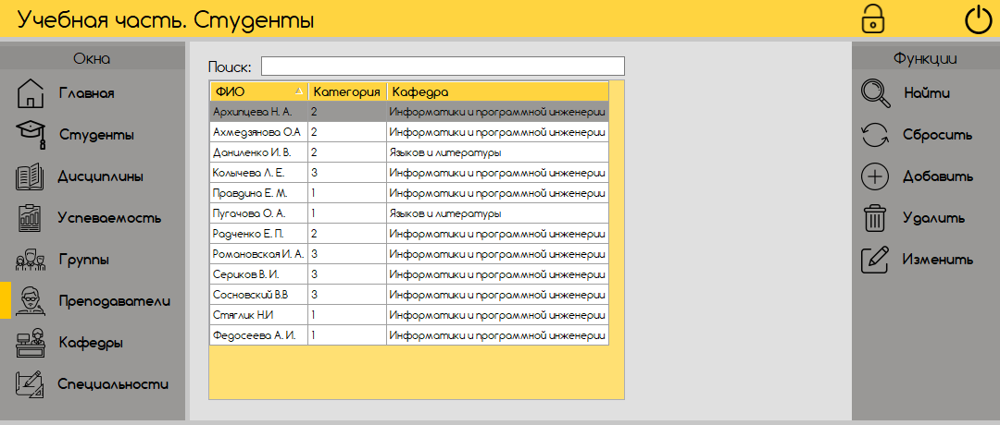 Учебная часть. Студенты
Окна
Главная
Студенты
Дисциплины
Успеваемость
Группы
Преподаватели
Кафедры
Специальности
Поиск:
ФИО Категория Кафедра
Архипцева Н. А. 2 Информатики и программной инженерии
Ахмедзянова О.А 2 Информатики и программной инженерии
Даниленко И. В. 2 Языков и литературы
Колычева Л. Е. 3 Информатики и программной инженерии
Правдина Е. М. 1 Информатики и программной инженерии
Пугачова О. А. 1 Языков и литературы
Радченко Е. П. 2 Информатики и программной инженерии
Романовская И. А. 3 Информатики и программной инженерии
Сериков В. И. 3 Информатики и программной инженерии
Сосновский В.В 3 Информатики и программной инженерии
Стяглик Н.И 1 Информатики и программной инженерии
Федосеева А. И. 1 Информатики и программной инженерии
Функции
Найти
Сбросить
Добавить
Удалить
Изменить